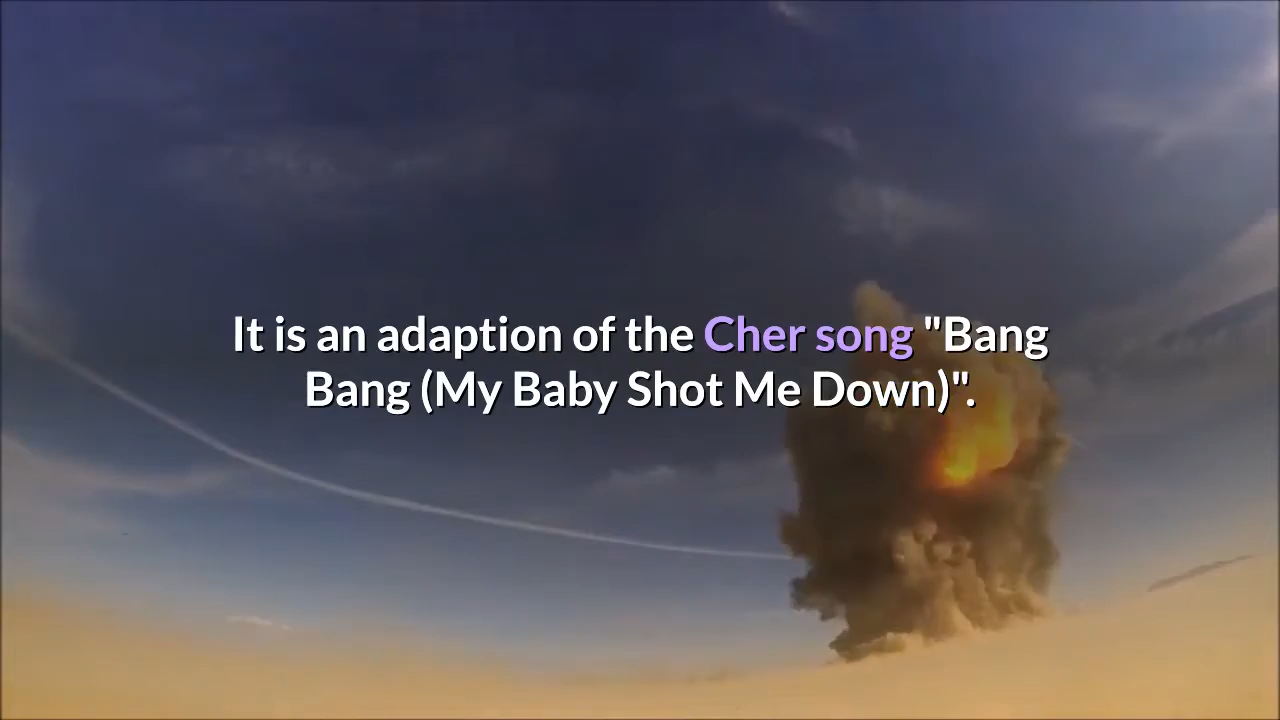 It is an adaption of the Cher song "Bang
Bang (My Baby Shot Me Down)".